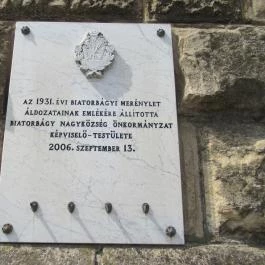 AZ 1931. ÉVI BIATORBÁGYI MERÉNYLET
ÁLDOZATAINAK EMLÉKÉRE ÁLLÍTOTTA
BIATORBÁGY NAGYKÖZSÉG ÖNKORMÁNYZAT
KÉPVISELŐ-TESTÜLETE
2006. SZEPTEMBER 13.